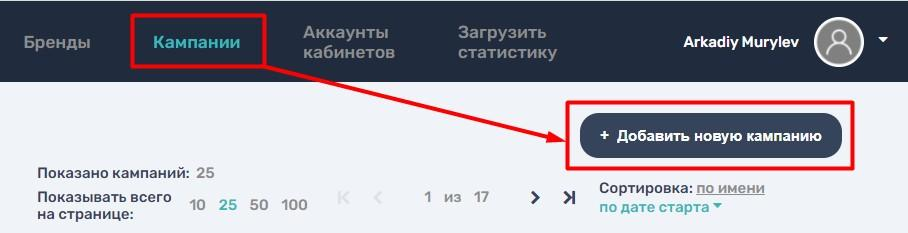 Бренды
Кампании
Аккаунты
кабинетов
Загрузить
статистику
Arkadiy Murylev
+ Добавить новую кампанию
Показано кампаний: 25
Показывать всего
на странице:
10 25 50 100
1 из 17
Сортировка: по имени
по дате старта